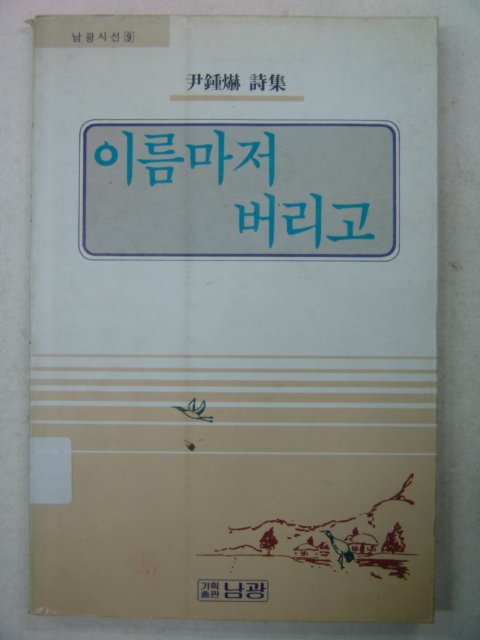 남광시선 9
尹鍾爀 詩集
이름마저
버리고
기획
출판 남광